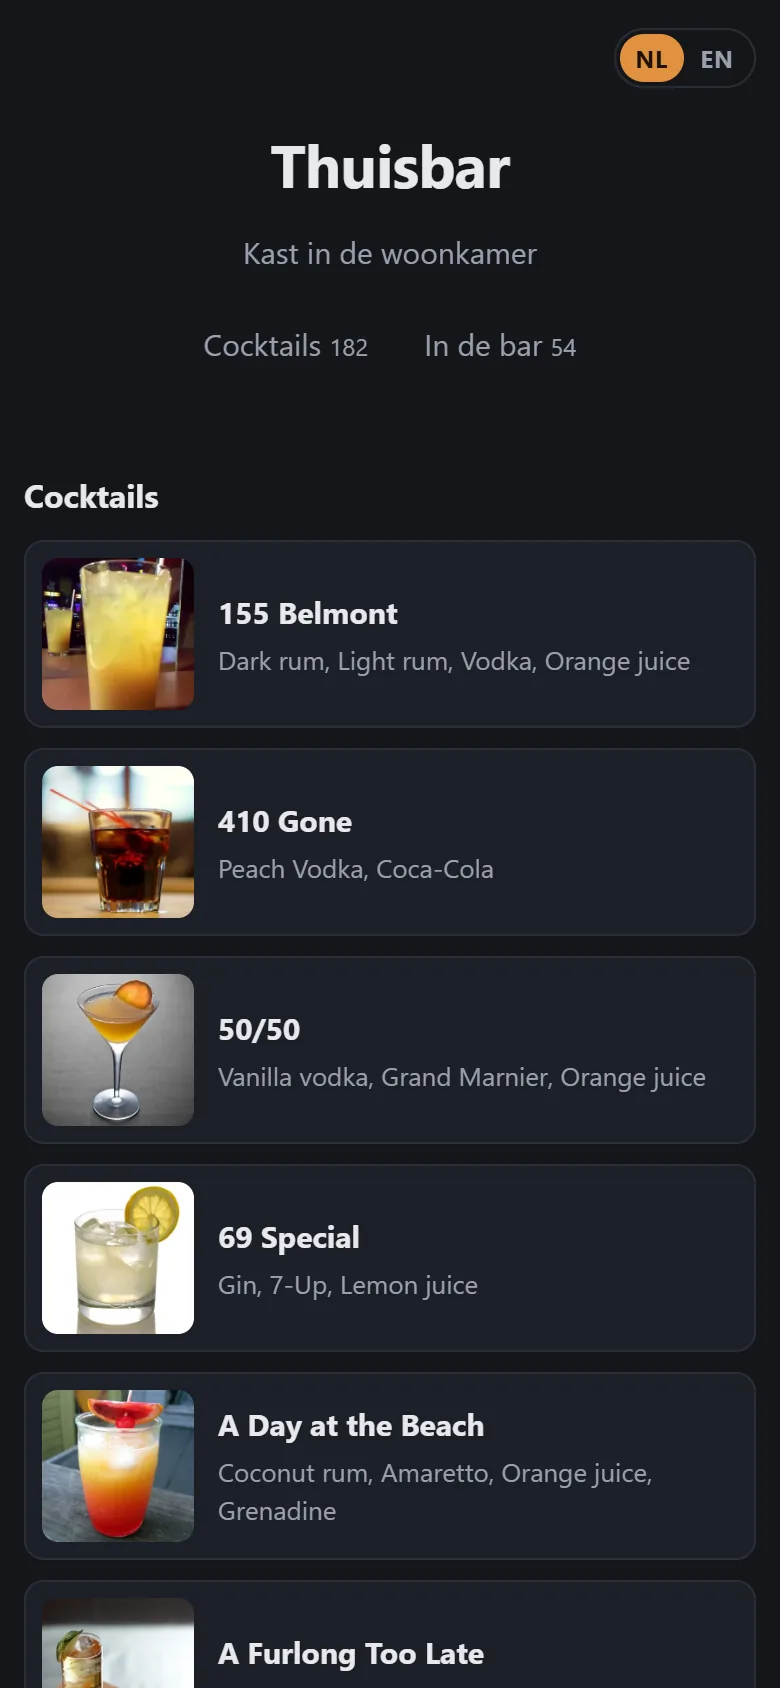 NL EN
Thuisbar
Kast in de woonkamer
Cocktails 182 In de bar 54
Cocktails
155 Belmont
Dark rum, Light rum, Vodka, Orange juice
410 Gone
Peach Vodka, Coca-Cola
50/50
Vanilla vodka, Grand Marnier, Orange juice
69 Special
Gin, 7-Up, Lemon juice
A Day at the Beach
Coconut rum, Amaretto, Orange juice,
Grenadine
A Furlong Too Late